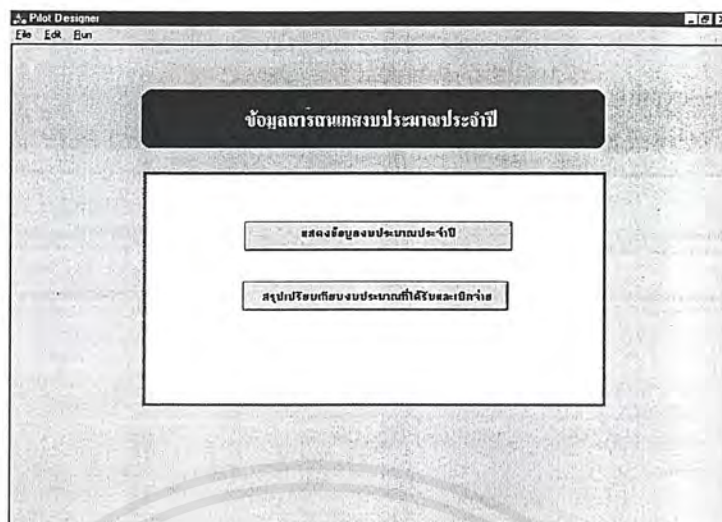 Pilot Designer
File Edit Run
ข้อมูลสารสนเทศงบประมาณประจำปี
แสดงข้อมูลงบประมาณประจำปี
สรุปเปรียบเทียบงบประมาณที่ได้รับและเบิกจ่าย